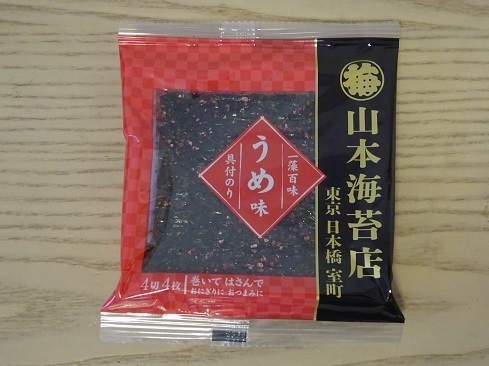 梅
山本海苔店
東京 日本橋 室町
一藻百味
うめ味
具付のり
4切4枚
巻いて はさんで
おにぎりに おつまみに